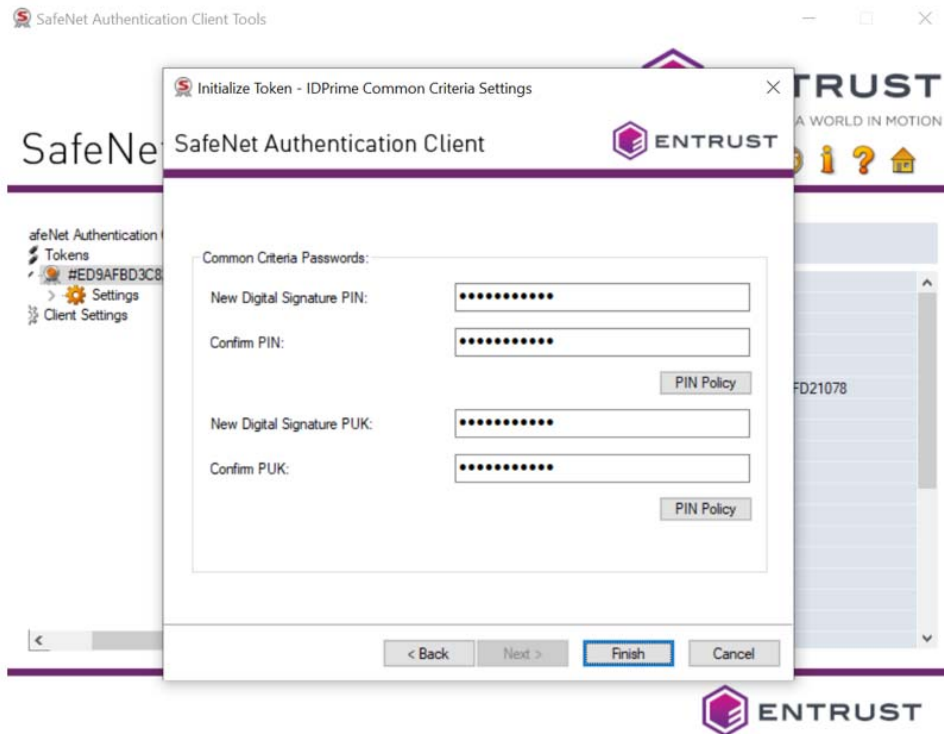 SafeNet Authentication Client Tools
Initialize Token - IDPrime Common Criteria Settings
TRUST
A WORLD IN MOTION
SafeNe
SafeNet Authentication Client
ENTRUST
afeNet Authentication
Tokens
#ED9AFBD3C8
Settings
Client Settings
Common Criteria Passwords:
New Digital Signature PIN:
Confirm PIN:
PIN Policy
FD21078
New Digital Signature PUK:
Confirm PUK:
PIN Policy
< Back
Next >
Finish
Cancel
ENTRUST